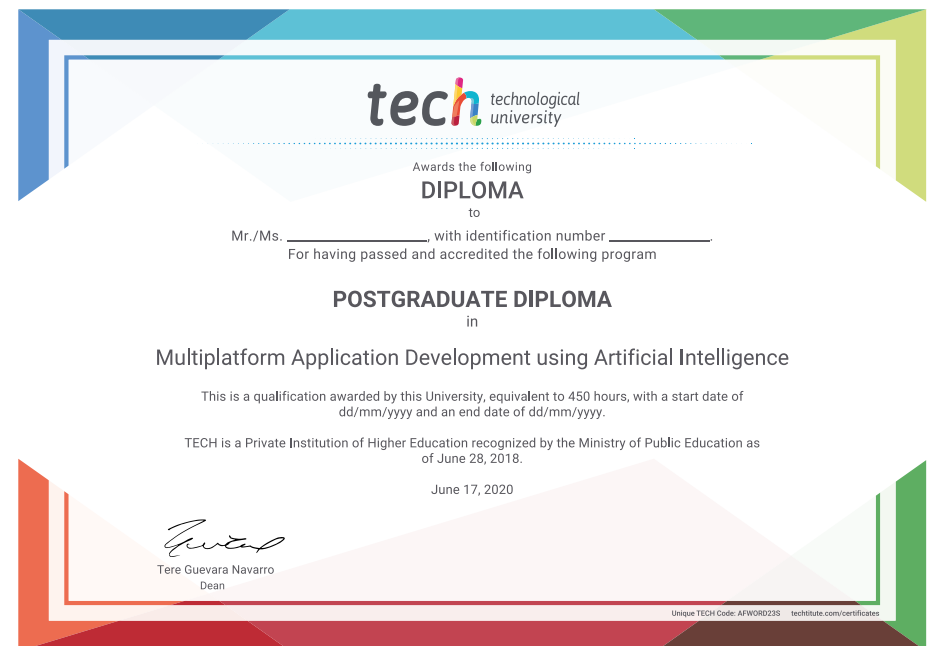 tech technological
university
Awards the following
DIPLOMA
to
Mr./Ms. ____________________, with identification number ______________.
For having passed and accredited the following program
POSTGRADUATE DIPLOMA
in
Multiplatform Application Development using Artificial Intelligence
This is a qualification awarded by this University, equivalent to 450 hours, with a start date of
dd/mm/yyyy and an end date of dd/mm/yyyy.
TECH is a Private Institution of Higher Education recognized by the Ministry of Public Education as
of June 28, 2018.
June 17, 2020
Tere Guevara Navarro
Dean
Unique TECH Code: AFWORD23S techtitute.com/certificates